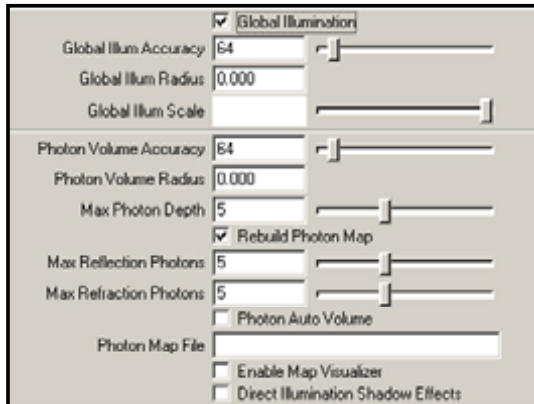 Global Illumination
Global Illum Accuracy 64
Global Illum Radius 0.000
Global Illum Scale
Photon Volume Accuracy 64
Photon Volume Radius 0.000
Max Photon Depth 5
Rebuild Photon Map
Max Reflection Photons 5
Max Refraction Photons 5
Photon Auto Volume
Photon Map File
Enable Map Visualizer
Direct Illumination Shadow Effects